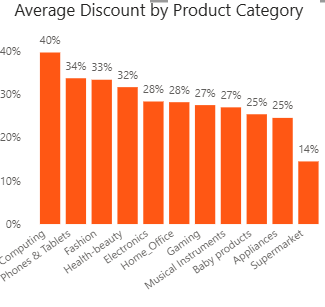 Average Discount by Product Category
40%
30%
20%
10%
0%
40%
34%
33%
32%
28%
28%
27%
27%
25%
25%
14%
Computing
Phones & Tablets
Fashion
Health-beauty
Electronics
Home_Office
Gaming
Musical Instruments
Baby products
Appliances
Supermarket